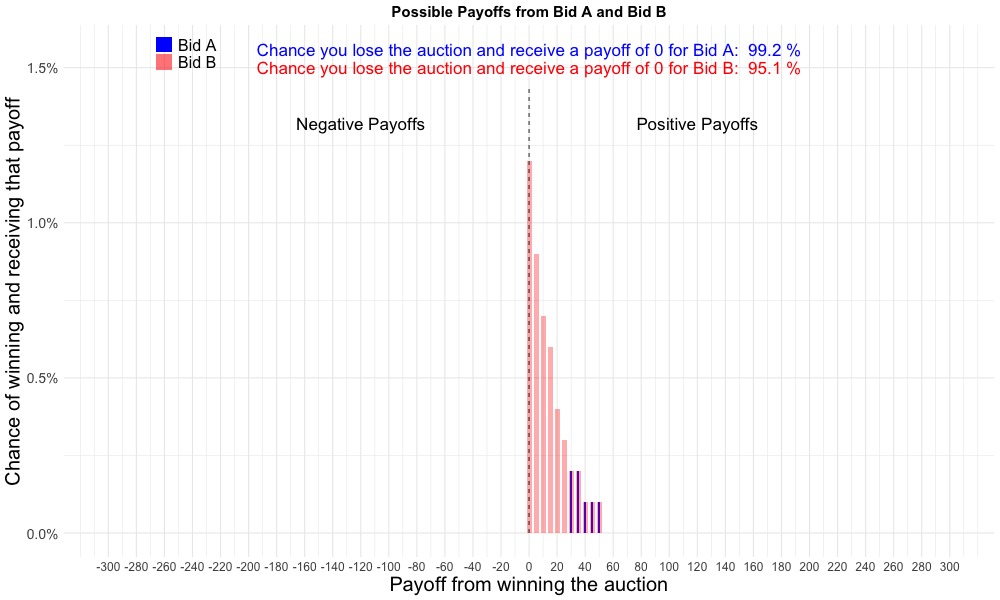 Possible Payoffs from Bid A and Bid B
Bid A
Bid B
Chance you lose the auction and receive a payoff of 0 for Bid A: 99.2 %
Chance you lose the auction and receive a payoff of 0 for Bid B: 95.1 %
Negative Payoffs
Positive Payoffs
Chance of winning and receiving that payoff
1.5%
1.0%
0.5%
0.0%
-300 -280 -260 -240 -220 -200 -180 -160 -140 -120 -100 -80 -60 -40 -20 0 20 40 60 80 100 120 140 160 180 200 220 240 260 280 300
Payoff from winning the auction